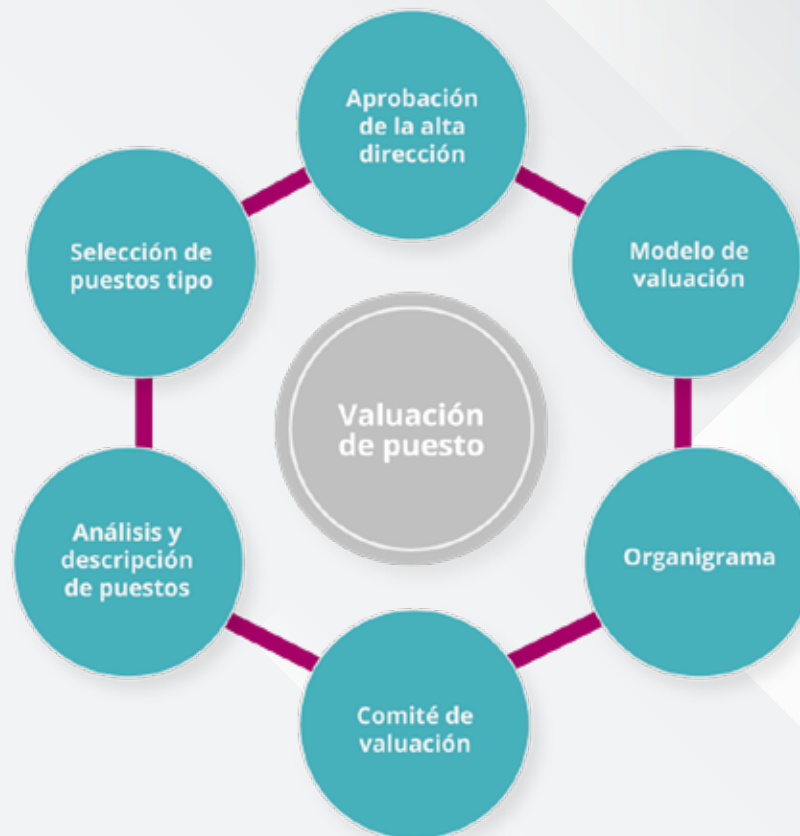 Aprobación
de la alta
dirección
Modelo de
valuación
Organigrama
Comité de
valuación
Análisis y
descripción
de puestos
Selección de
puestos tipo
Valuación
de puesto